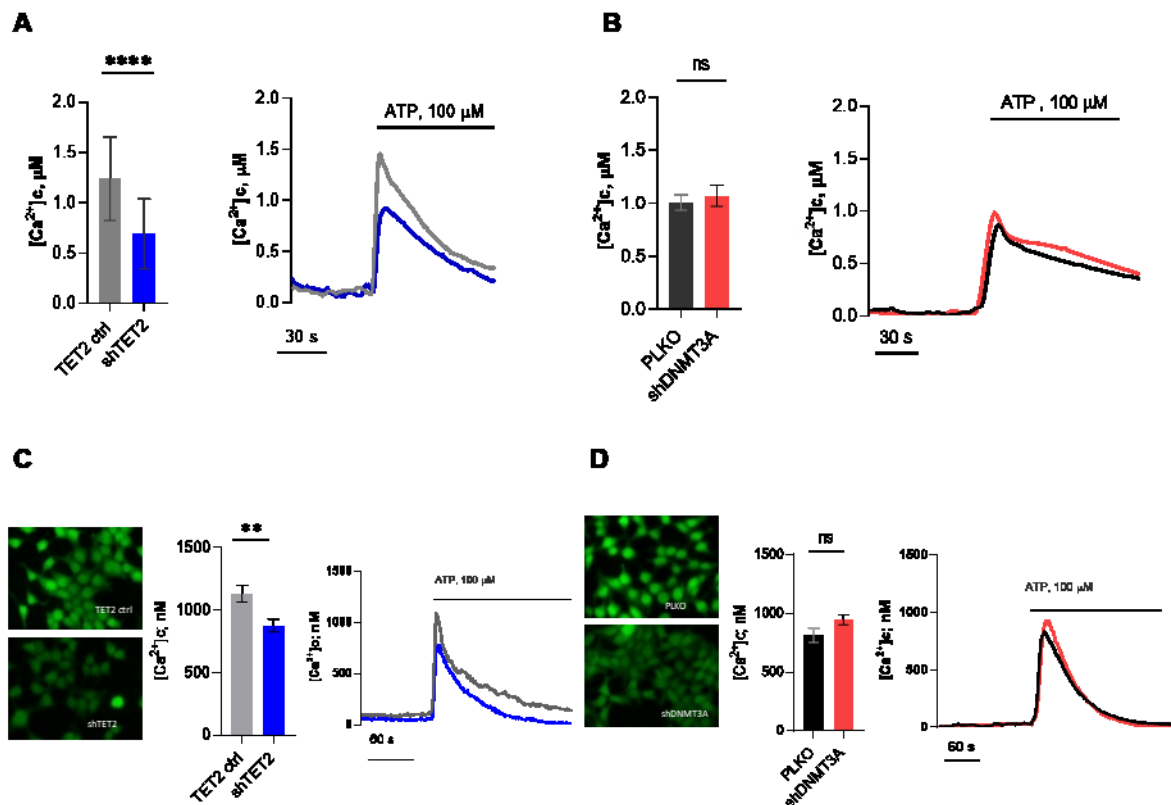 A
****
2.0
1.5
1.0
0.5
0.0
[Ca²⁺]c, µM
TET2 ctrl
shTET2
ATP, 100 µM
2.0
1.5
1.0
0.5
0.0
[Ca²⁺]c, µM
30 s
B
ns
2.0
1.5
1.0
0.5
0.0
[Ca²⁺]c, µM
PLKO
shDNMT3A
ATP , 100 µM
2.0
1.5
1.0
0.5
0.0
[Ca²⁺]c, µM
30 s
C
TET2 ctrl
shTET2
**
1500
1000
500
0
[Ca²⁺]c; nM
TET2 ctrl
shTET2
ATP, 100 µM
1500
1000
500
0
[Ca²⁺]c; nM
60 s
D
PLKO
shDNMT3A
ns
1500
1000
500
0
[Ca²⁺]c; nM
PLKO
shDNMT3A
ATP, 100 µM
1500
1000
500
0
[Ca²⁺]c; nM
60 s